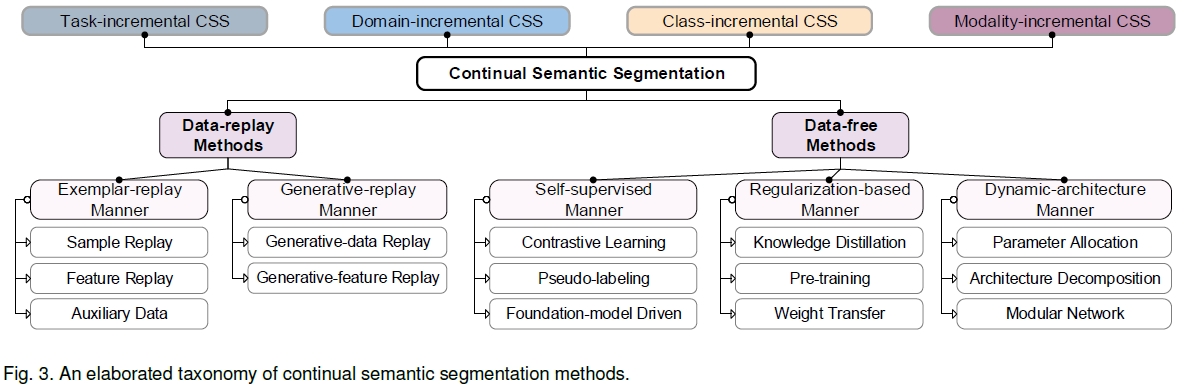 Task-incremental CSS
Domain-incremental CSS
Class-incremental CSS
Modality-incremental CSS
Continual Semantic Segmentation
Data-replay
Methods
Data-free
Methods
Exemplar-replay
Manner
Generative-replay
Manner
Self-supervised
Manner
Regularization-based
Manner
Dynamic-architecture
Manner
Sample Replay
Generative-data Replay
Contrastive Learning
Knowledge Distillation
Parameter Allocation
Feature Replay
Generative-feature Replay
Pseudo-labeling
Pre-training
Architecture Decomposition
Auxiliary Data
Foundation-model Driven
Weight Transfer
Modular Network
Fig. 3. An elaborated taxonomy of continual semantic segmentation methods.